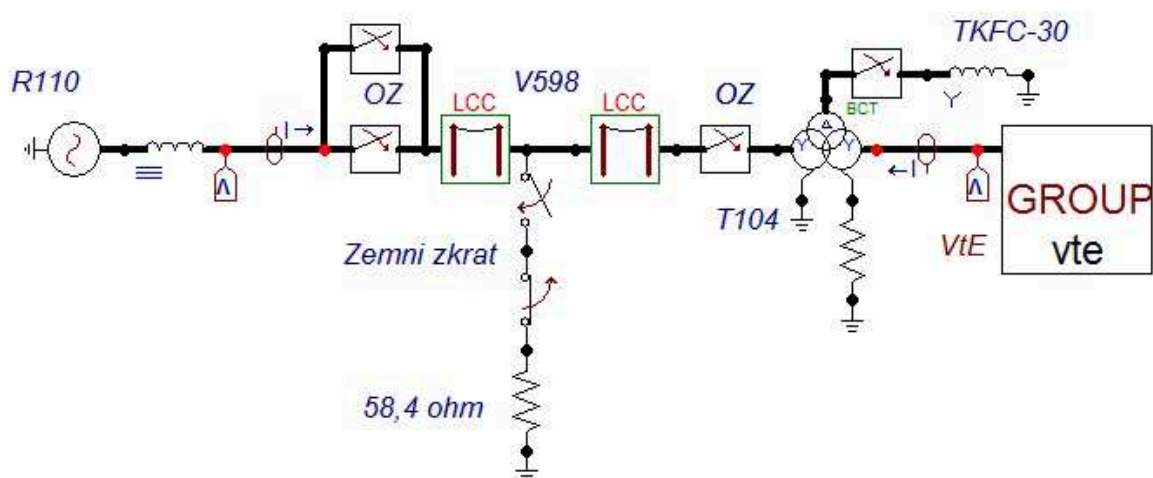 R110
I→
OZ
LCC
V598
LCC
OZ
TKFC-30
BCT
Y
Δ
Y
Y
T104
←I
V
V
VtE
GROUP
vte
Zemni zkrat
58,4 ohm